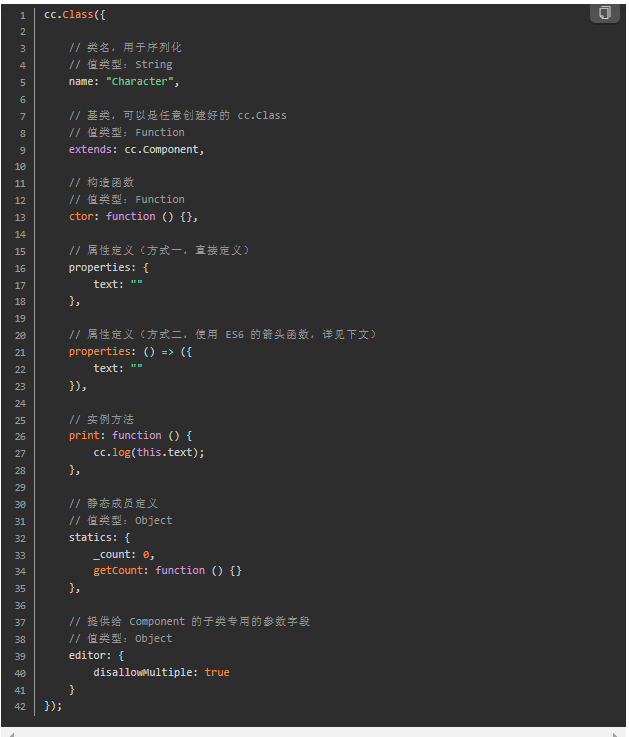 1 cc.Class({
2
3 // 类名，用于序列化
4 // 值类型：String
5 name: "Character",
6
7 // 基类，可以是任意创建好的 cc.Class
8 // 值类型：Function
9 extends: cc.Component,
10
11 // 构造函数
12 // 值类型：Function
13 ctor: function () {},
14
15 // 属性定义（方式一，直接定义）
16 properties: {
17 text: ""
18 },
19
20 // 属性定义（方式二，使用 ES6 的箭头函数，详见下文）
21 properties: () => ({
22 text: ""
23 }),
24
25 // 实例方法
26 print: function () {
27 cc.log(this.text);
28 },
29
30 // 静态成员定义
31 // 值类型：Object
32 statics: {
33 _count: 0,
34 getCount: function () {}
35 },
36
37 // 提供给 Component 的子类专用的参数字段
38 // 值类型：Object
39 editor: {
40 disallowMultiple: true
41 }
42 });